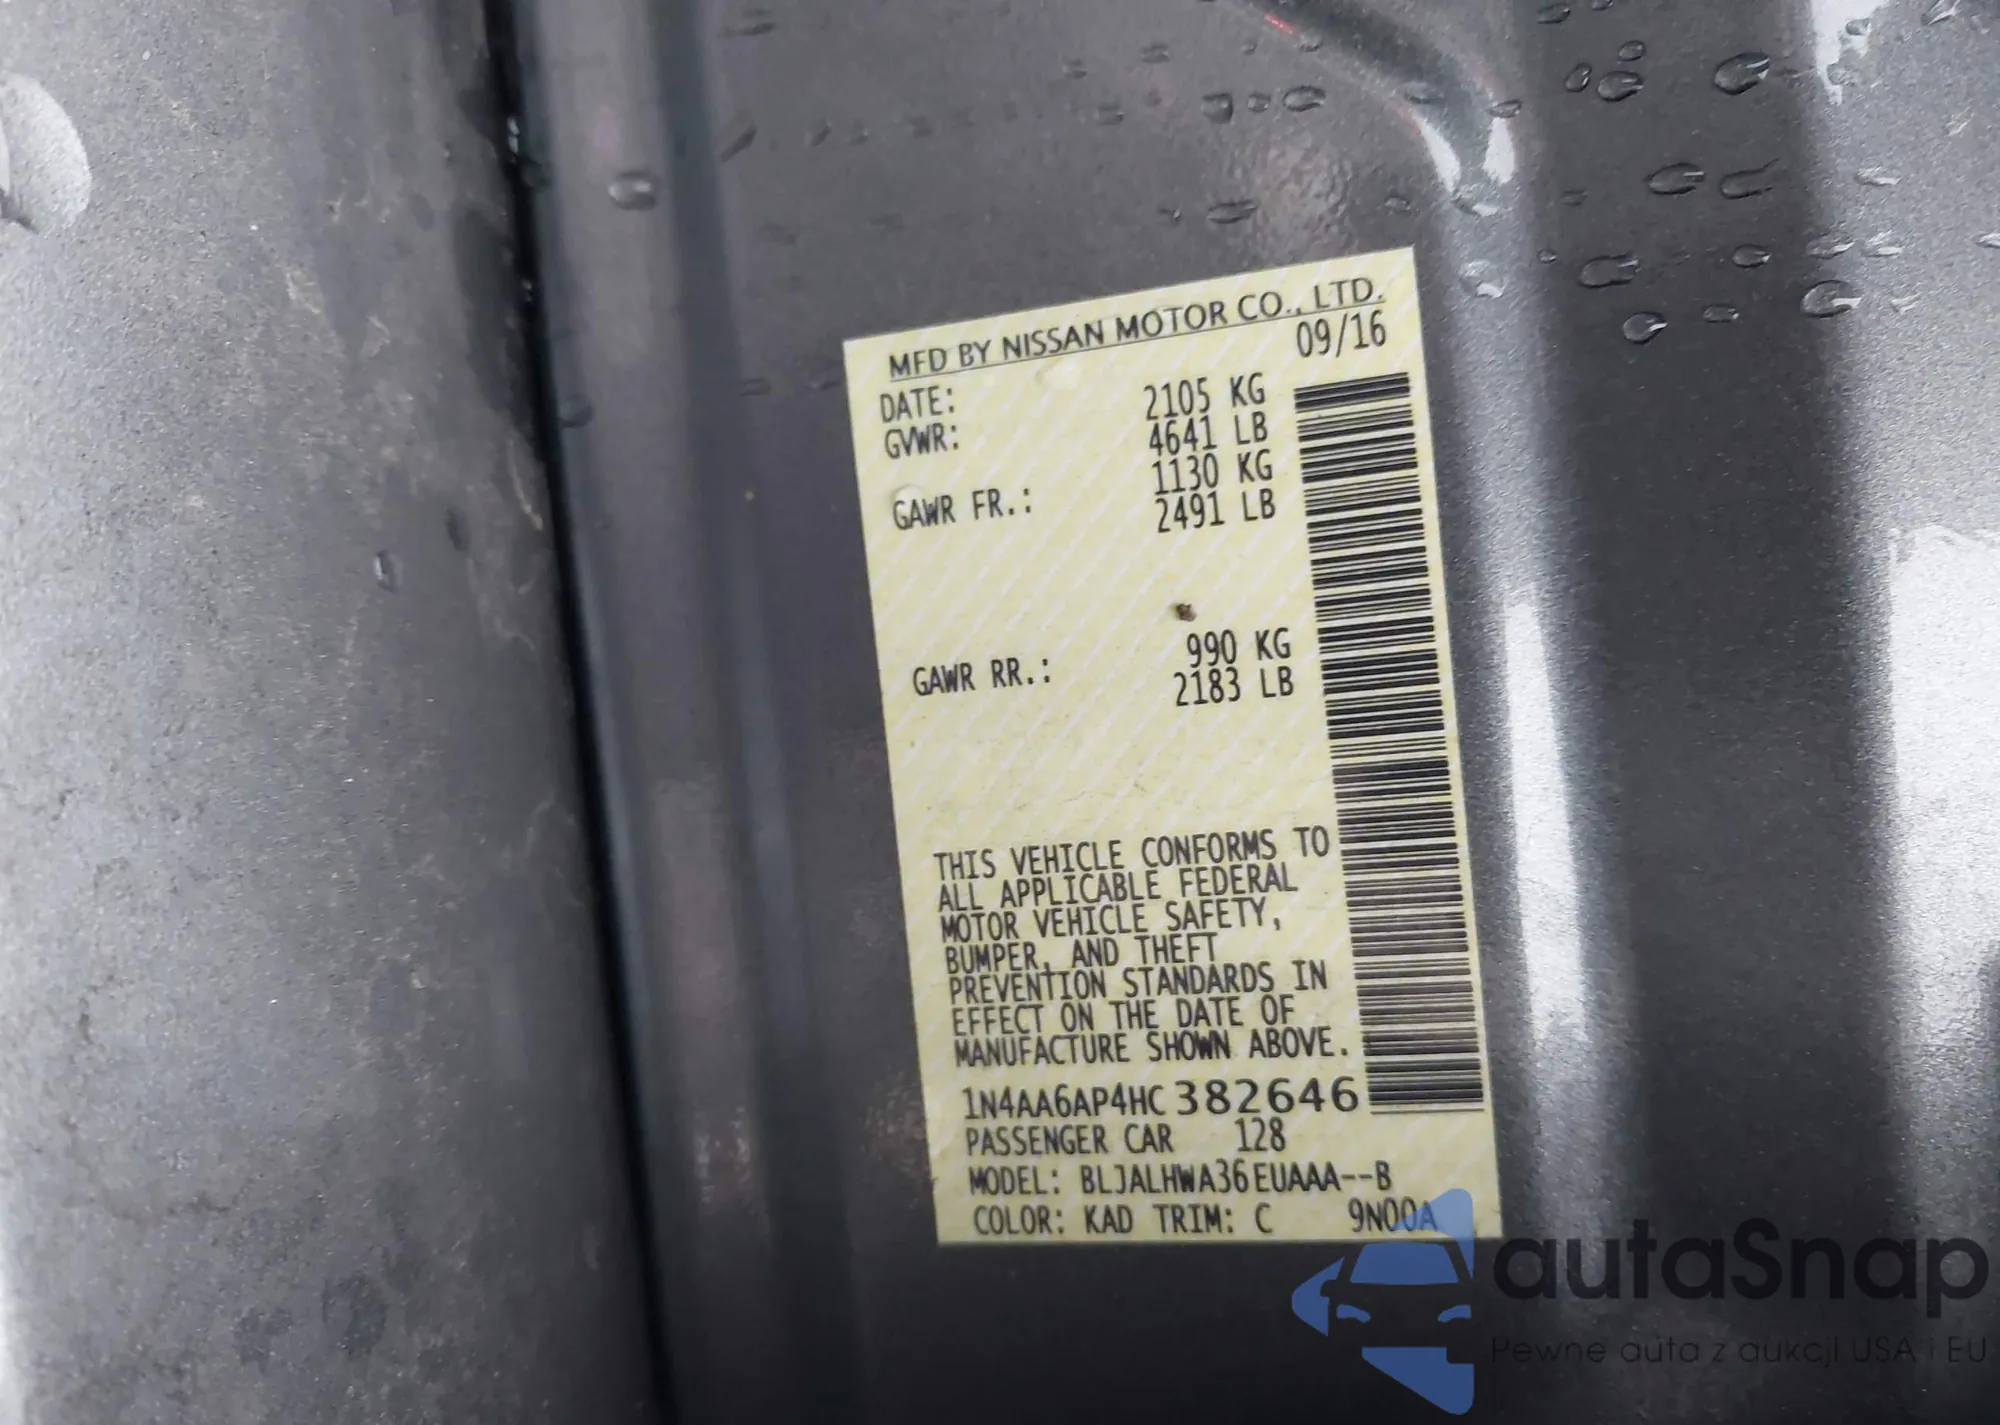 MFD BY NISSAN MOTOR CO., LTD.
DATE: 09/16
GVWR: 2105 KG
4641 LB
GAWR FR.: 1130 KG
2491 LB
GAWR RR.: 990 KG
2183 LB
THIS VEHICLE CONFORMS TO
ALL APPLICABLE FEDERAL
MOTOR VEHICLE SAFETY,
BUMPER, AND THEFT
PREVENTION STANDARDS IN
EFFECT ON THE DATE OF
MANUFACTURE SHOWN ABOVE.
1N4AA6AP4HC382646
PASSENGER CAR 128
MODEL: BLJALHWA36EUAAA--B
COLOR: KAD TRIM: C 9N00A
autaSnap
Pewne auta z aukcji USA i EU